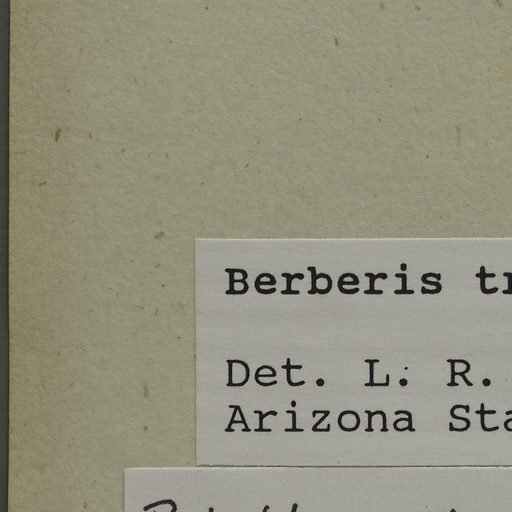 Berberis tr
Det. L. R.
Arizona Sta